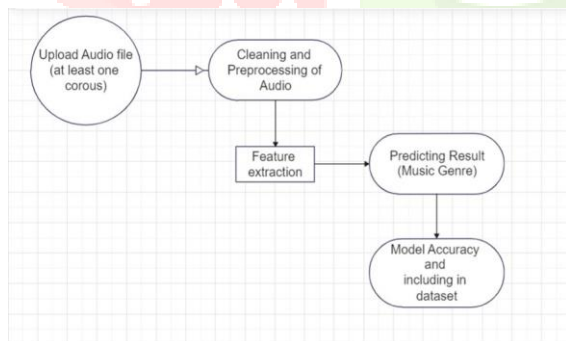 Upload Audio file
(at least one
corous)
Cleaning and
Preprocessing of
Audio
Feature
extraction
Predicting Result
(Music Genre)
Model Accuracy
and
including in
dataset